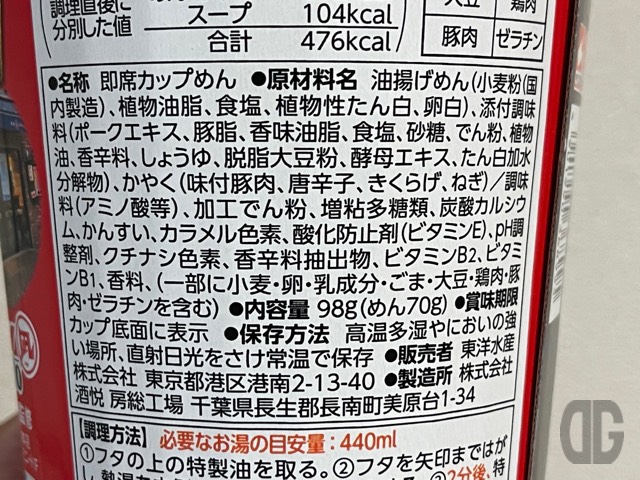 調理直後に
分別した値
めん
スープ 104kcal
合計 476kcal
大豆 鶏肉
豚肉 ゼラチン
●名称 即席カップめん ●原材料名 油揚げめん(小麦粉(国
内製造)、植物油脂、食塩、植物性たん白、卵白)、添付調味
料(ポークエキス、豚脂、香味油脂、食塩、砂糖、でん粉、植物
油、香辛料、しょうゆ、脱脂大豆粉、酵母エキス、たん白加水
分解物)、かやく(味付豚肉、唐辛子、きくらげ、ねぎ)／調味
料(アミノ酸等)、加工でん粉、増粘多糖類、炭酸カルシウ
ム、かんすい、カラメル色素、酸化防止剤(ビタミンE)、pH調
整剤、クチナシ色素、香辛料抽出物、ビタミンB2、ビタミ
ンB1、香料、(一部に小麦・卵・乳成分・ごま・大豆・鶏肉・豚
肉・ゼラチンを含む) ●内容量 98g(めん70g) ●賞味期限
カップ底面に表示 ●保存方法 高温多湿やにおいの強
い場所、直射日光をさけ常温で保存 ●販売者 東洋水産
株式会社 東京都港区港南2-13-40 ●製造所 株式会社
酒悦 房総工場 千葉県長生郡長南町美原台1-34
【調理方法】 必要なお湯の目安量：440ml
①フタの上の特製油を取る。②フタを矢印まではが
2分後、特
DG